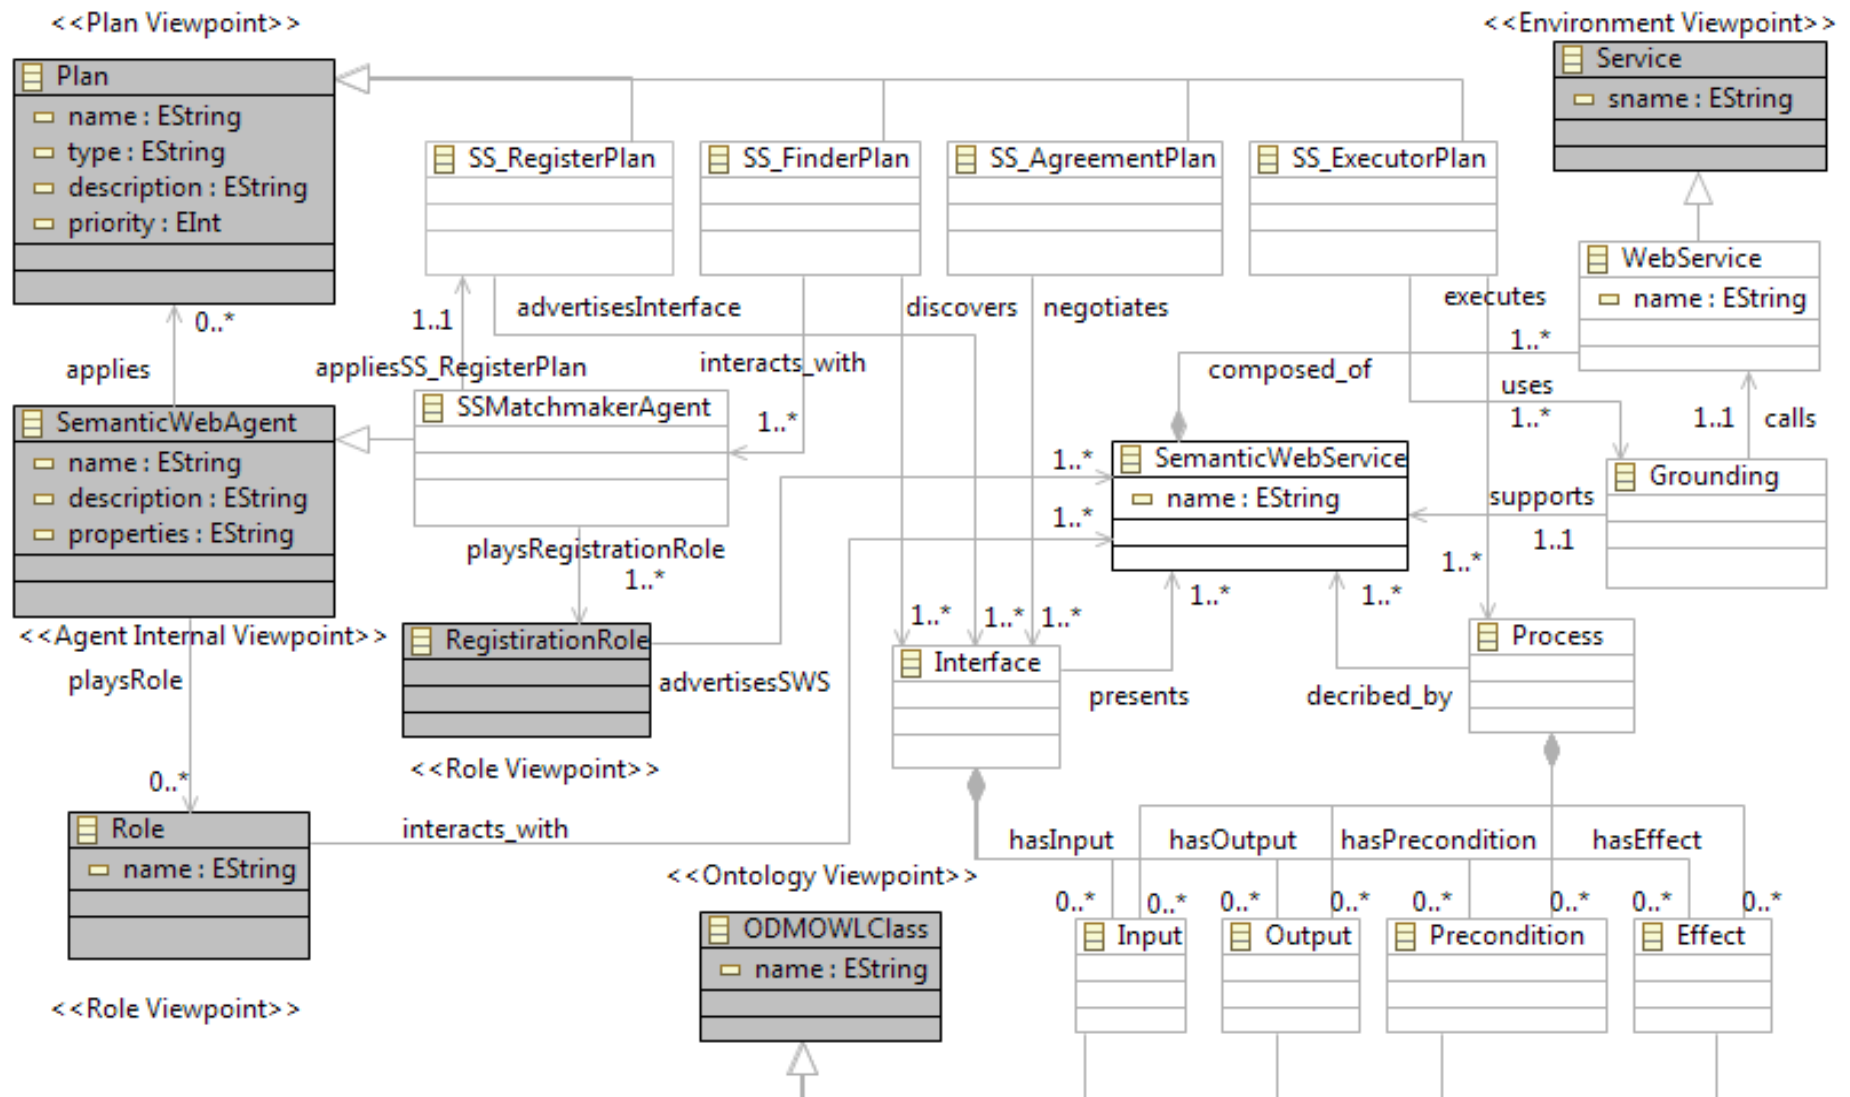 <<Plan Viewpoint>>
<<Environment Viewpoint>>
Plan
name : EString
type : EString
description : EString
priority : EInt
Service
sname : EString
SS_RegisterPlan
SS_FinderPlan
SS_AgreementPlan
SS_ExecutorPlan
WebService
name : EString
0..*
applies
1..1
appliesSS_RegisterPlan
advertisesInterface
interacts_with
1..*
discovers
negotiates
executes
1..*
composed_of
uses
1..*
1..1
calls
SemanticWebAgent
name : EString
description : EString
properties : EString
<<Agent Internal Viewpoint>>
SSMatchmakerAgent
playsRegistrationRole
1..*
1..*
1..*
SemanticWebService
name : EString
Grounding
supports
1..1
1..*
playsRole
0..*
RegistirationRole
advertisesSWS
<<Role Viewpoint>>
1..*
1..*
1..*
Interface
presents
1..*
1..*
decribed_by
Process
Role
name : EString
interacts_with
<<Role Viewpoint>>
<<Ontology Viewpoint>>
ODMOWLClass
name : EString
hasInput
hasOutput
hasPrecondition
hasEffect
0..*
0..*
0..*
0..*
0..*
0..*
0..*
0..*
Input
Output
Precondition
Effect